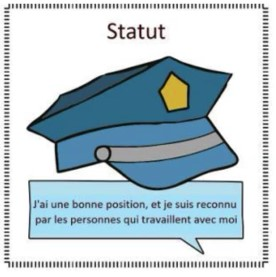 Statut
J'ai une bonne position, et je suis reconnu
par les personnes qui travaillent avec moi